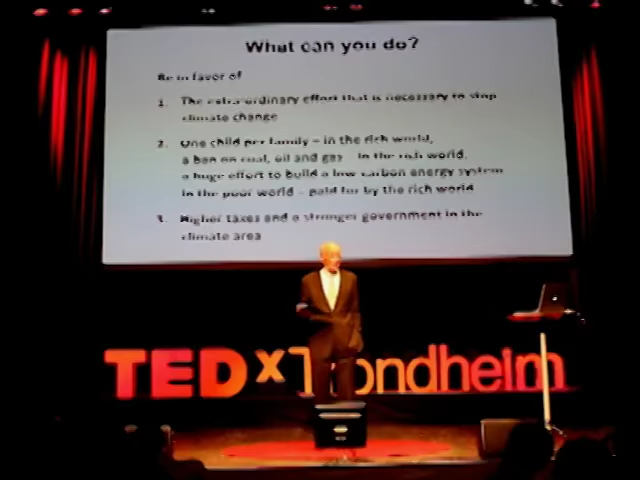 What can you do?
Be in favor of
1. The extra-ordinary effort that is necessary to stop
climate change
2. One child per family – in the rich world,
a ban on coal, oil and gas – in the rich world,
a huge effort to build a low carbon energy system
in the poor world – paid for by the rich world
3. Higher taxes and a stronger government in the
climate area
TEDxTrondheim